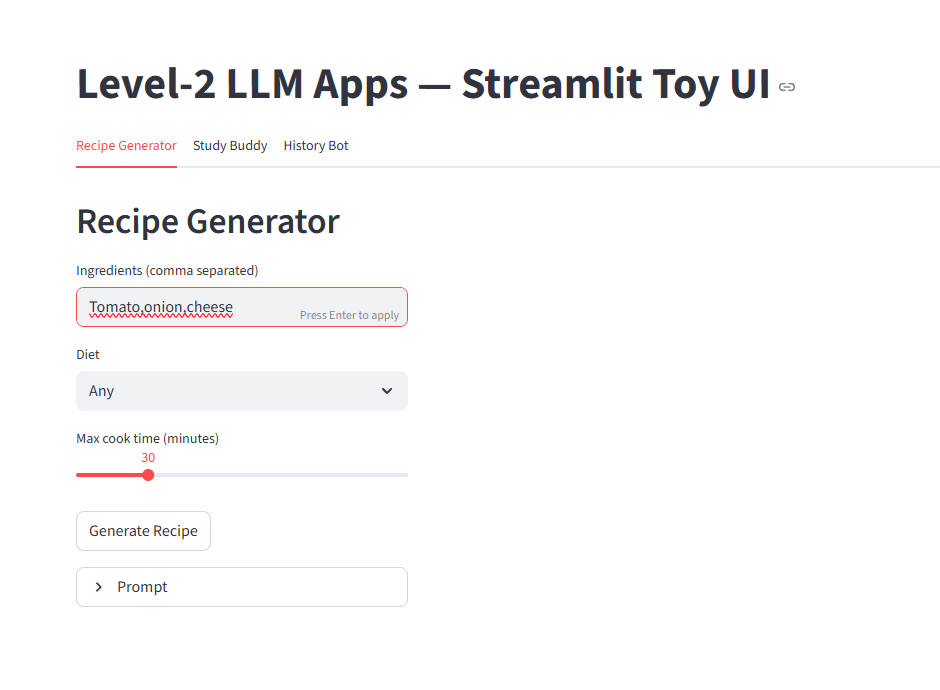 Level-2 LLM Apps — Streamlit Toy UI
Recipe Generator Study Buddy History Bot
Recipe Generator
Ingredients (comma separated)
Tomato,onion,cheese Press Enter to apply
Diet
Any
Max cook time (minutes)
30
Generate Recipe
Prompt